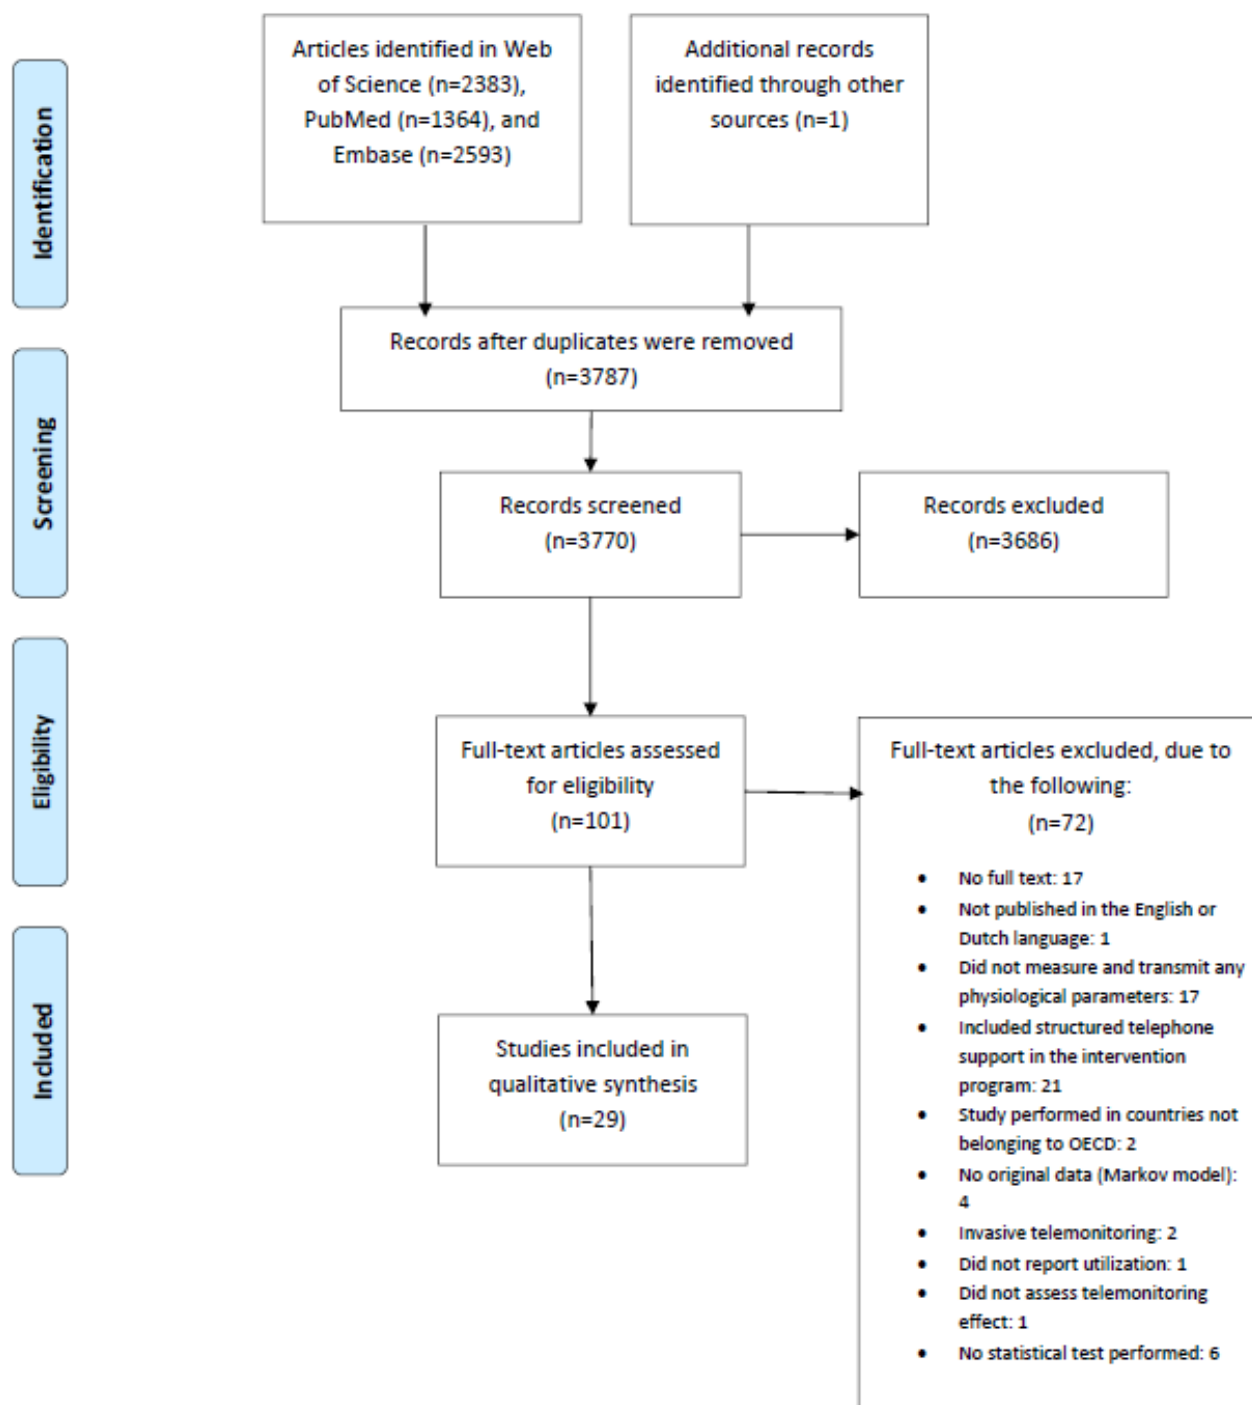 Identification
Articles identified in Web
of Science (n=2383),
PubMed (n=1364), and
Embase (n=2593)
Additional records
identified through other
sources (n=1)
Records after duplicates were removed
(n=3787)
Screening
Records screened
(n=3770)
Records excluded
(n=3686)
Eligibility
Full-text articles assessed
for eligibility
(n=101)
Full-text articles excluded, due to
the following:
(n=72)
• No full text: 17
• Not published in the English or
Dutch language: 1
• Did not measure and transmit any
physiological parameters: 17
• Included structured telephone
support in the intervention
program: 21
• Study performed in countries not
belonging to OECD: 2
• No original data (Markov model):
4
• Invasive telemonitoring: 2
• Did not report utilization: 1
• Did not assess telemonitoring
effect: 1
• No statistical test performed: 6
Included
Studies included in
qualitative synthesis
(n=29)